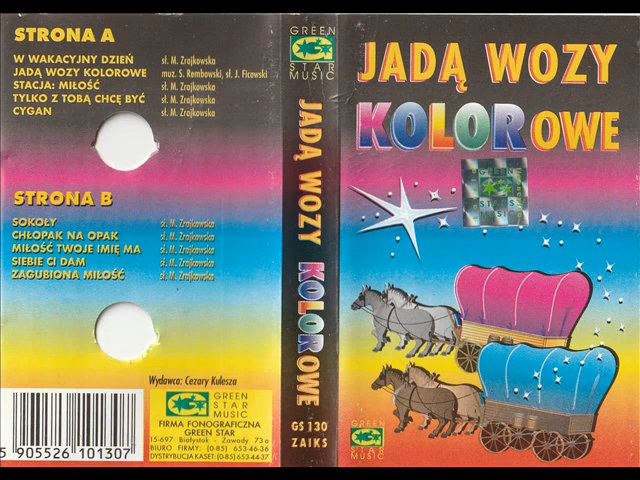 STRONA A
W WAKACYJNY DZIEŃ sł. M. Zrajkowska
JADĄ WOZY KOLOROWE muz. S. Rembowski, sł. J. Ficowski
STACJA: MIŁOŚĆ sł. M. Zrajkowska
TYLKO Z TOBĄ CHCĘ BYĆ sł. M. Zrajkowska
CYGAN sł. M. Zrajkowska
STRONA B
SOKOŁY sł. M. Zrajkowska
CHŁOPAK NA OPAK sł. M. Zrajkowska
MIŁOŚĆ TWOJE IMIĘ MA sł. M. Zrajkowska
SIEBIE CI DAM sł. M. Zrajkowska
ZAGUBIONA MIŁOŚĆ sł. M. Zrajkowska
Wydawca: Cezary Kulesza
GREEN
STAR
MUSIC
FIRMA FONOGRAFICZNA
GREEN STAR
15-697 Białystok - Zawady 73a
BIURO FIRMY: (0-85) 653-46-36
DYSTRYBUCJA KASET: (0-85) 653-44-37
5 905526 101307
GREEN
STAR
MUSIC
JADĄ WOZY KOLOROWE
GS 130
ZAIKS
JADĄ WOZY
KOLOROWE
GREEN
STARS
MUSIC
GREEN
STAR
MUSIC